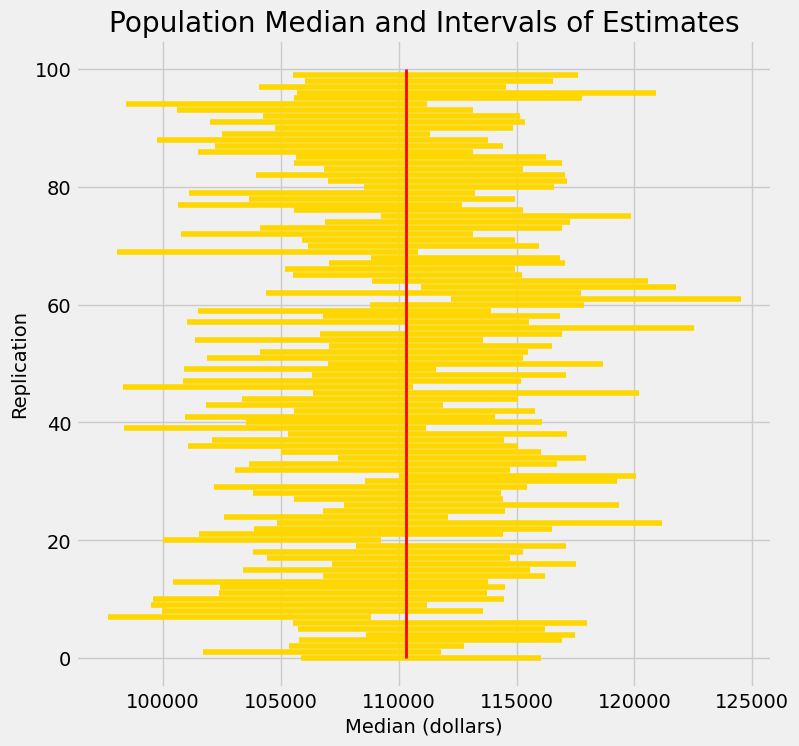 Population Median and Intervals of Estimates
100
80
60
40
20
0
Replication
100000 105000 110000 115000 120000 125000
Median (dollars)